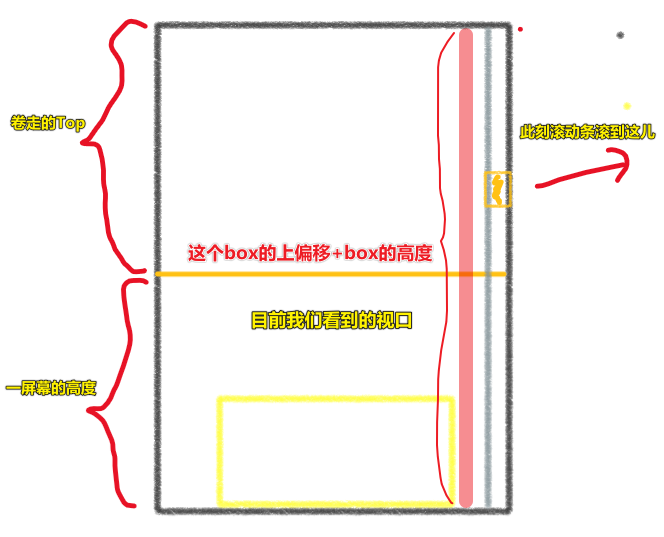 卷走的Top
此刻滚动条滚到这儿
这个box的上偏移+box的高度
目前我们看到的视口
一屏幕的高度